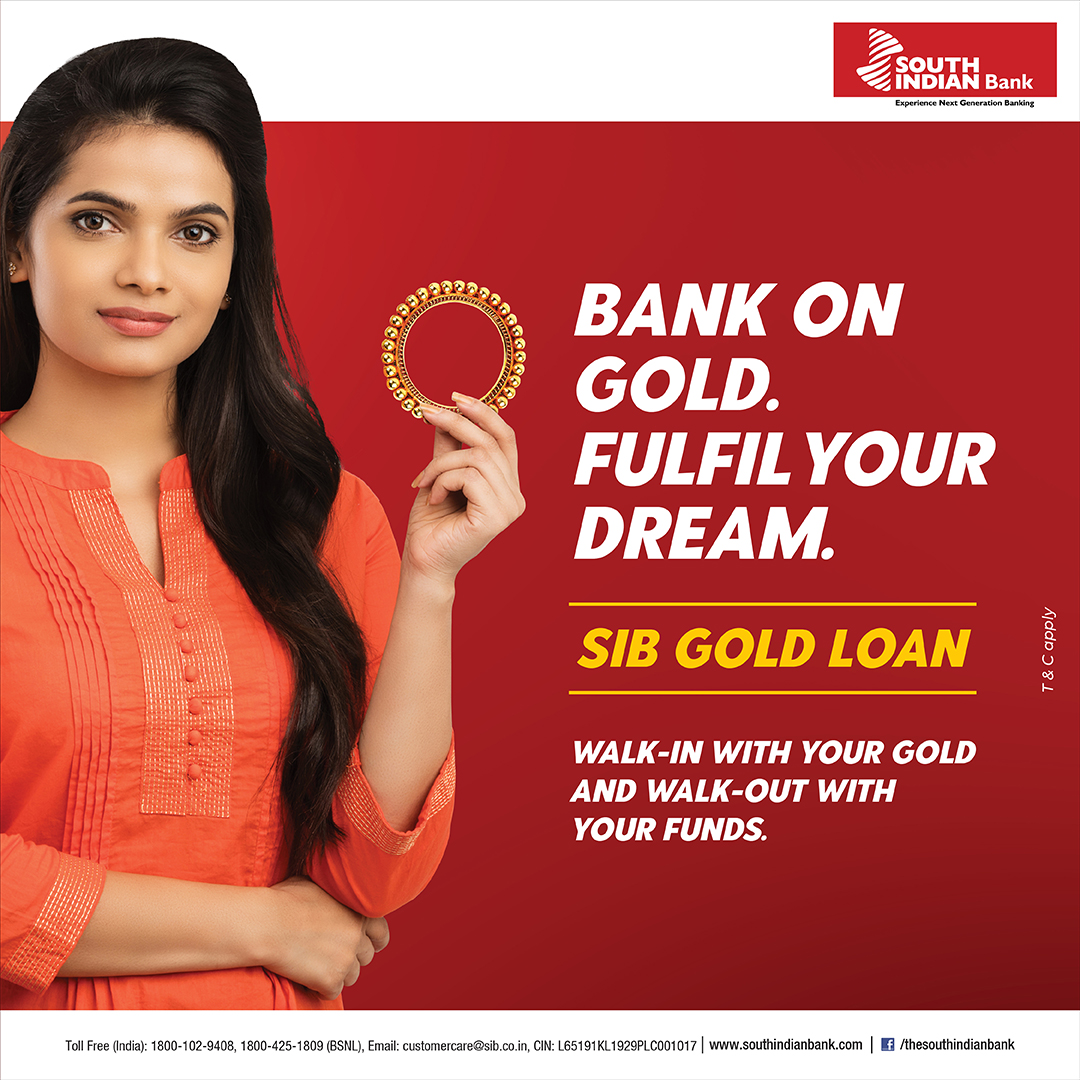 SOUTH
INDIAN Bank
Experience Next Generation Banking
BANK ON
GOLD.
FULFIL YOUR
DREAM.
SIB GOLD LOAN
T & C apply
WALK-IN WITH YOUR GOLD
AND WALK-OUT WITH
YOUR FUNDS.
Toll Free (India): 1800-102-9408, 1800-425-1809 (BSNL), Email: customercare@sib.co.in, CIN: L65191KL1929PLC001017 | www.southindianbank.com | f /thesouthindianbank